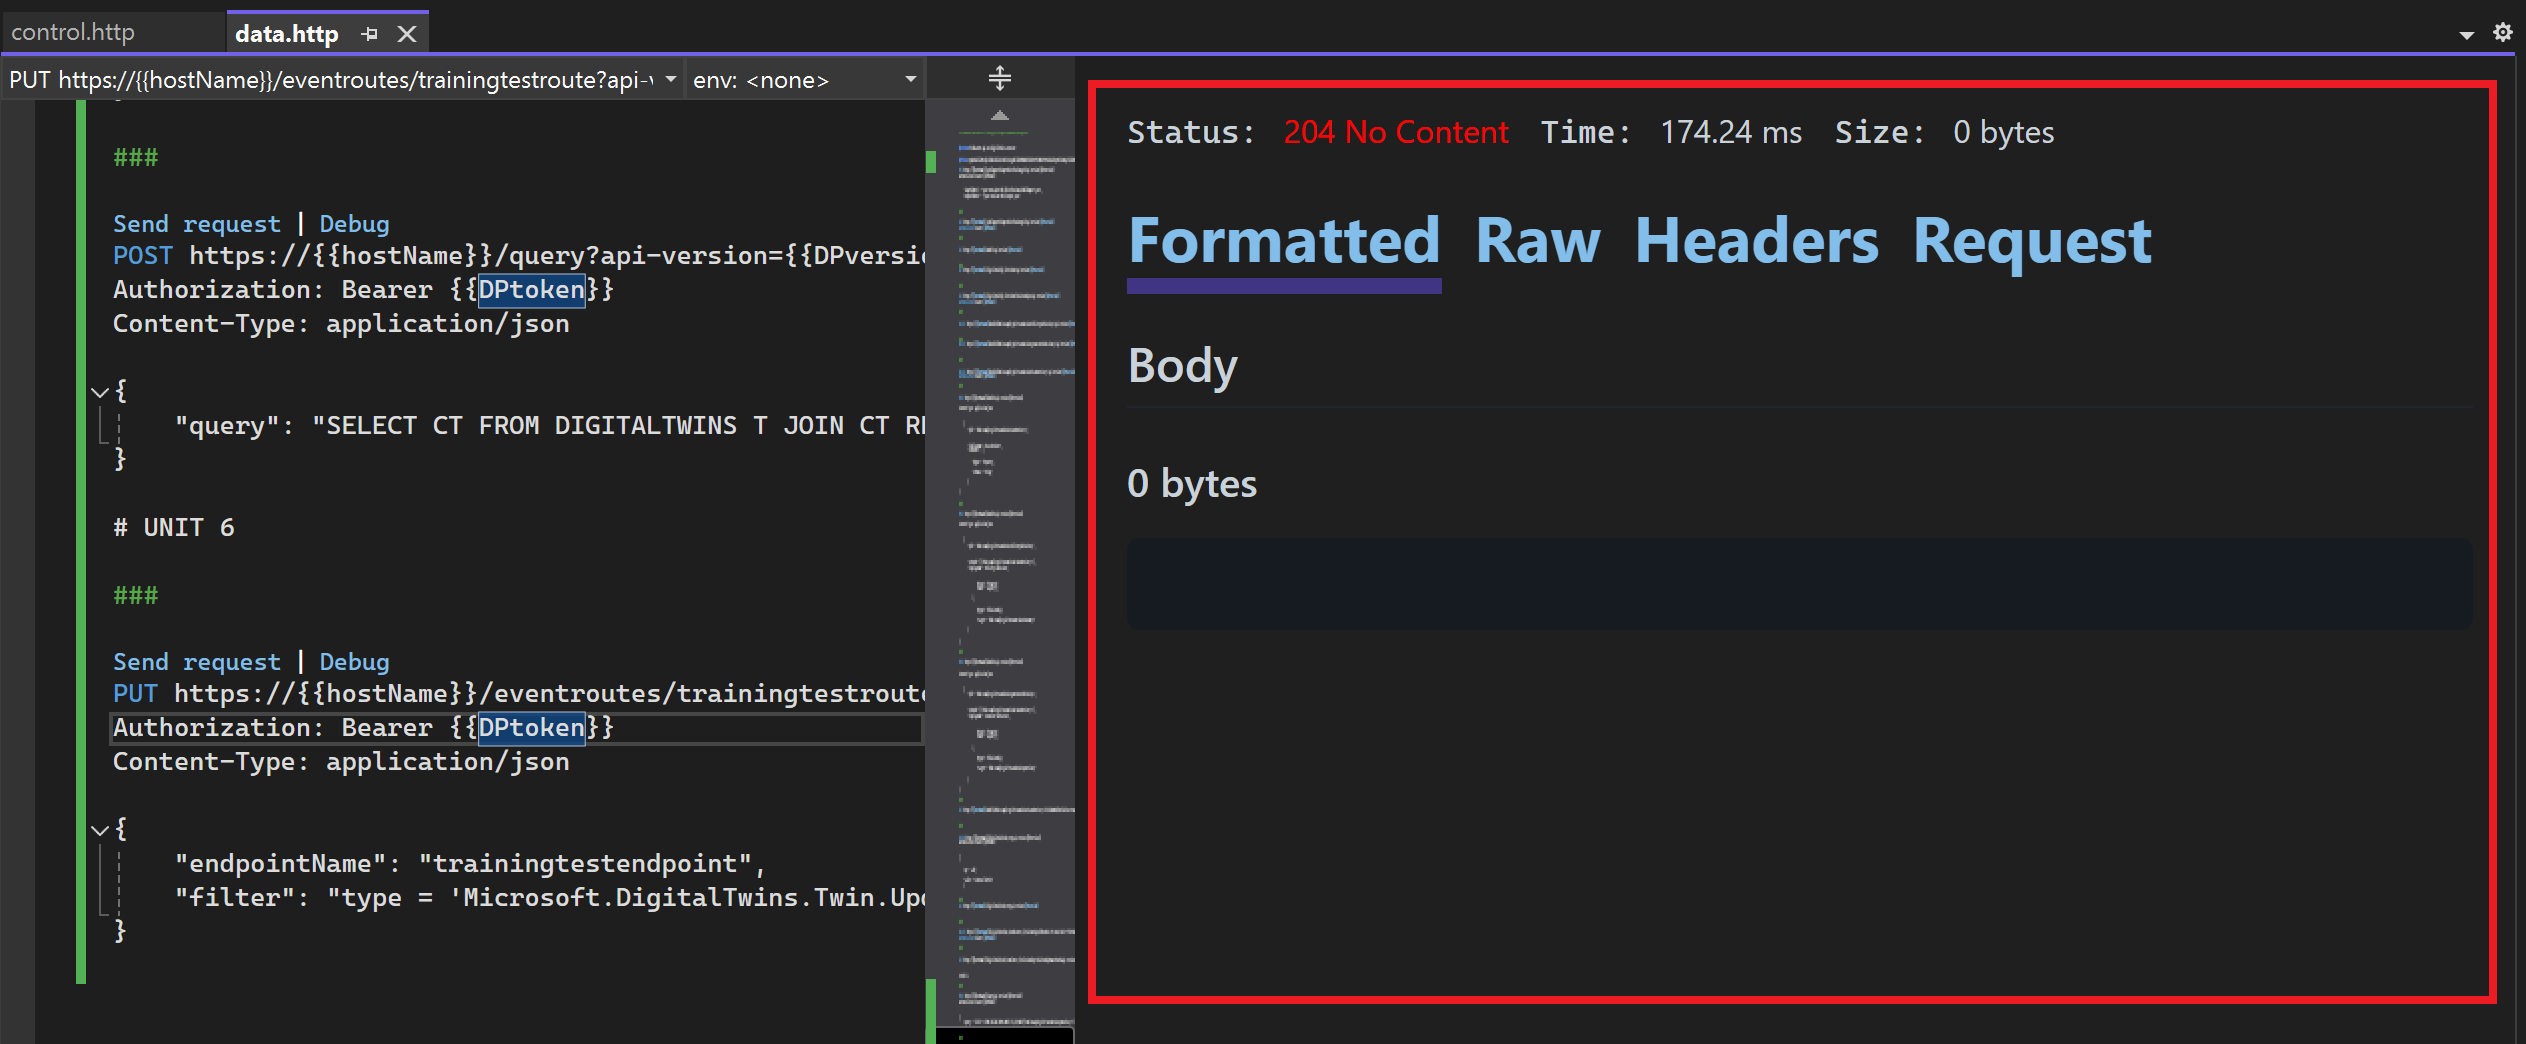 control.http
data.http
PUT https://{{hostName}}/eventroutes/trainingtestroute?api-
env: <none>
###
Send request | Debug
POST https://{{hostName}}/query?api-version={{DPversi
Authorization: Bearer {{DPtoken}}
Content-Type: application/json
{
"query": "SELECT CT FROM DIGITALTWINS T JOIN CT R
}
# UNIT 6
###
Send request | Debug
PUT https://{{hostName}}/eventroutes/trainingtestroute
Authorization: Bearer {{DPtoken}}
Content-Type: application/json
{
"endpointName": "trainingtestendpoint",
"filter": "type = 'Microsoft.DigitalTwins.Twin.Upd
}
Status: 204 No Content Time: 174.24 ms Size: 0 bytes
Formatted Raw Headers Request
Body
0 bytes